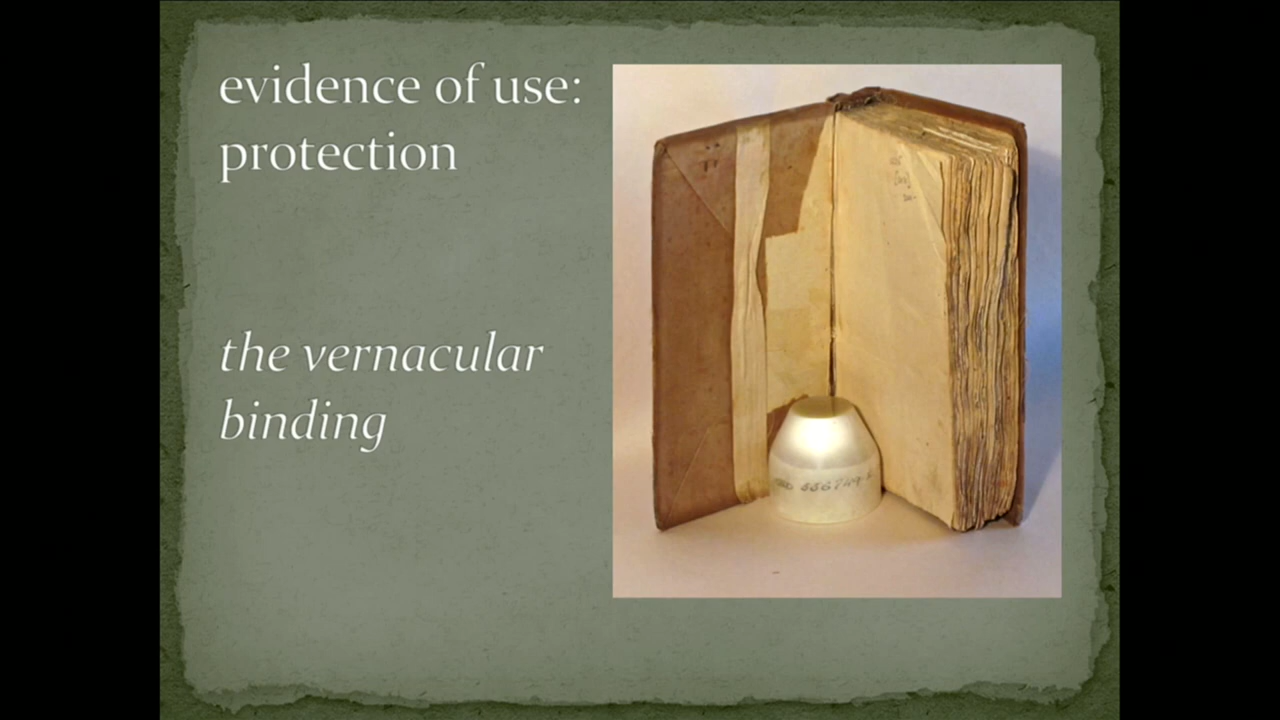 evidence of use:
protection
the vernacular
binding